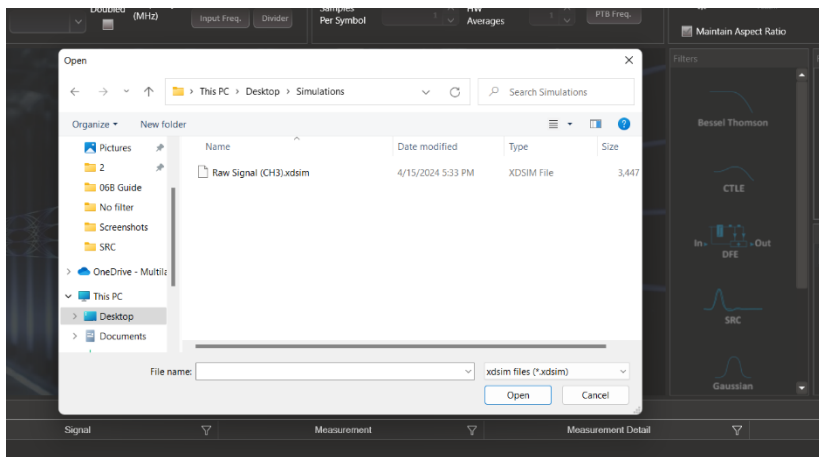 Doubled
(MHz)
Input Freq.
Divider
Samples
Per Symbol
1
HW
Averages
1
PTB Freq.
Maintain Aspect Ratio
Open
This PC > Desktop > Simulations
Search Simulations
Organize
New folder
Name
Date modified
Type
Size
Raw Signal (CH3).xdsim
4/15/2024 5:33 PM
XDSIM File
3,447
Pictures
2
06B Guide
No filter
Screenshots
SRC
OneDrive - Multila
This PC
Desktop
Documents
File name:
xdsim files (*.xdsim)
Open
Cancel
Filters
Bessel Thomson
CTLE
In
Out
DFE
SRC
Gaussian
Signal
Measurement
Measurement Detail